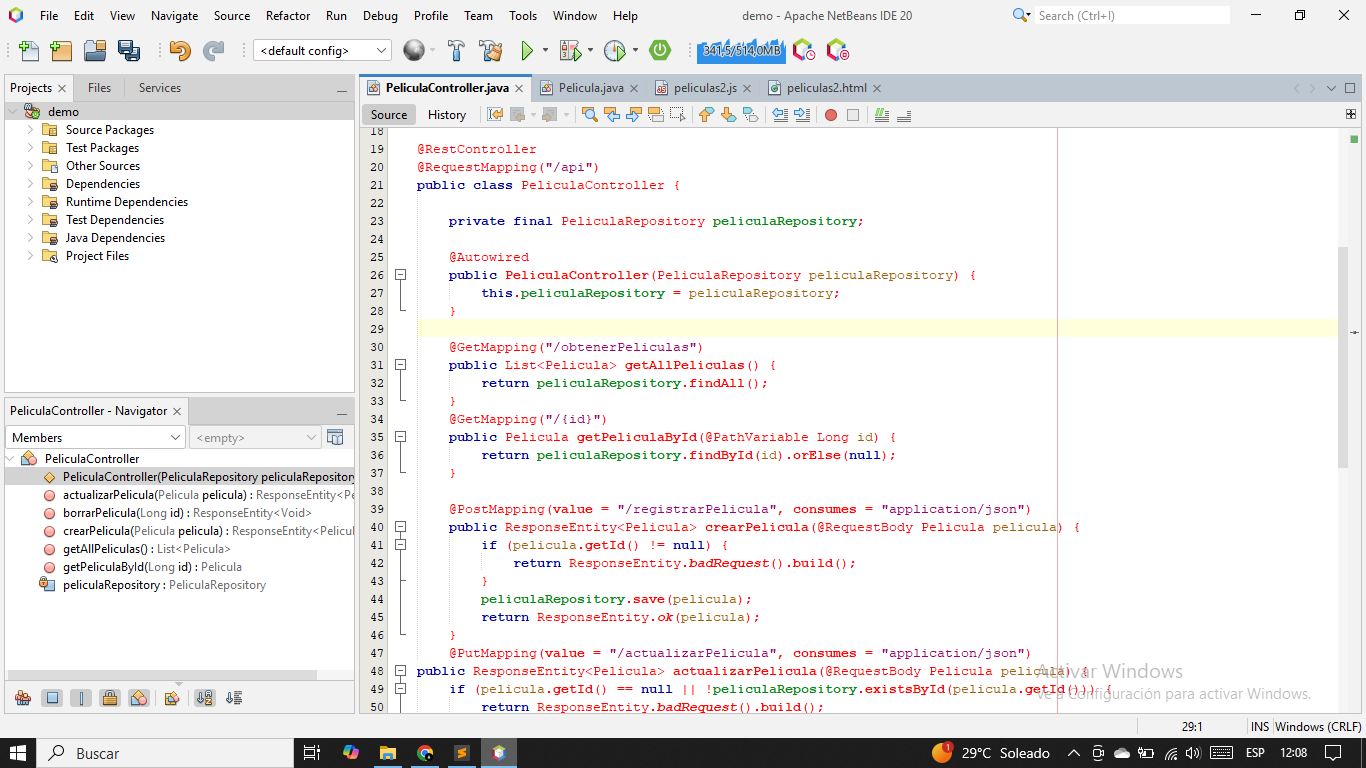 File Edit View Navigate Source Refactor Run Debug Profile Team Tools Window Help
demo - Apache NetBeans IDE 20
Search (Ctrl+I)
<default config>
341,5/514,0MB
Projects
Files
Services
demo
Source Packages
Test Packages
Other Sources
Dependencies
Runtime Dependencies
Test Dependencies
Java Dependencies
Project Files
PeliculaController - Navigator
Members
<empty>
PeliculaController
PeliculaController(PeliculaRepository peliculaRepository
actualizarPelicula(Pelicula pelicula) : ResponseEntity<Pe
borrarPelicula(Long id) : ResponseEntity<Void>
crearPelicula(Pelicula pelicula) : ResponseEntity<Pelicul
getAllPeliculas() : List<Pelicula>
getPeliculaById(Long id) : Pelicula
peliculaRepository : PeliculaRepository
PeliculaController.java
Pelicula.java
peliculas2.js
peliculas2.html
Source
History
18
19 @RestController
20 @RequestMapping("/api")
21 public class PeliculaController {
22
23 private final PeliculaRepository peliculaRepository;
24
25 @Autowired
26 public PeliculaController(PeliculaRepository peliculaRepository) {
27 this.peliculaRepository = peliculaRepository;
28 }
29
30 @GetMapping("/obtenerPeliculas")
31 public List<Pelicula> getAllPeliculas() {
32 return peliculaRepository.findAll();
33 }
34 @GetMapping("/{id}")
35 public Pelicula getPeliculaById(@PathVariable Long id) {
36 return peliculaRepository.findById(id).orElse(null);
37 }
38
39 @PostMapping(value = "/registrarPelicula", consumes = "application/json")
40 public ResponseEntity<Pelicula> crearPelicula(@RequestBody Pelicula pelicula) {
41 if (pelicula.getId() != null) {
42 return ResponseEntity.badRequest().build();
43 }
44 peliculaRepository.save(pelicula);
45 return ResponseEntity.ok(pelicula);
46 }
47 @PutMapping(value = "/actualizarPelicula", consumes = "application/json")
48 public ResponseEntity<Pelicula> actualizarPelicula(@RequestBody Pelicula pelicula) {
49 if (pelicula.getId() == null || !peliculaRepository.existsById(pelicula.getId())) {
50 return ResponseEntity.badRequest().build();
Activar Windows
Ve a Configuración para activar Windows.
29:1
INS
Windows (CRLF)
Buscar
1
29°C Soleado
ESP
12:08